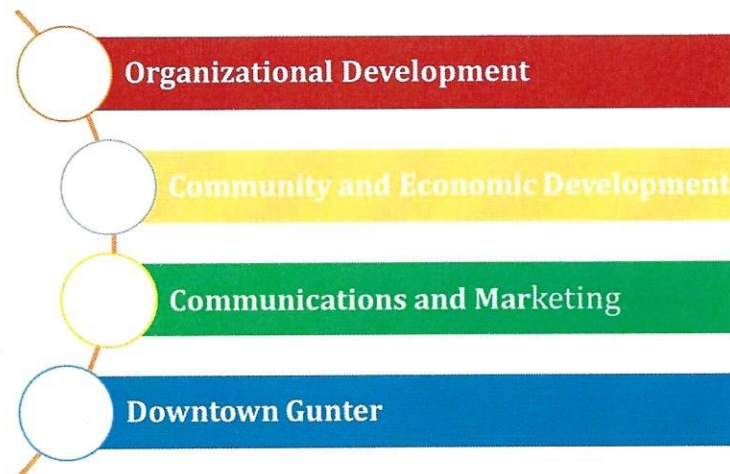 Organizational Development
Community and Economic Development
Communications and Marketing
Downtown Gunter